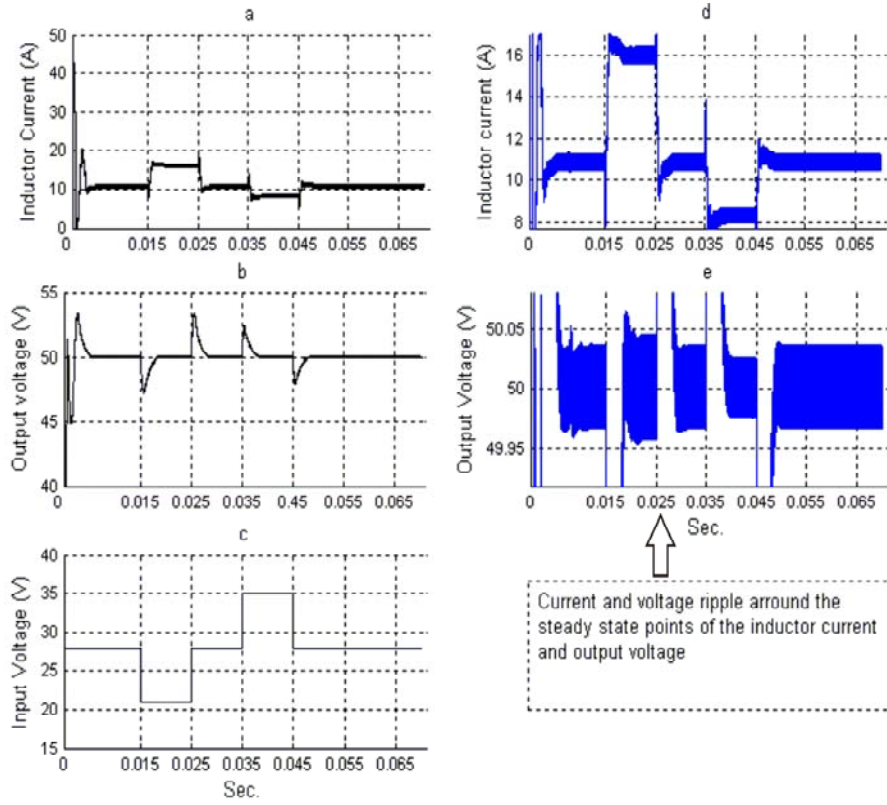 a
Inductor Current (A)
50
40
30
20
10
0
0 0.015 0.025 0.035 0.045 0.055 0.065
b
Output voltage (V)
55
50
45
40
0 0.015 0.025 0.035 0.045 0.055 0.065
c
Input Voltage (V)
40
35
30
25
20
15
0 0.015 0.025 0.035 0.045 0.055 0.065
Sec.
d
Inductor current (A)
16
14
12
11
10
8
0 0.015 0.025 0.035 0.045 0.055 0.065
e
Output Voltage (V)
50.05
50
49.95
0 0.015 0.025 0.035 0.045 0.055 0.065
Sec.
Current and voltage ripple arround the
steady state points of the inductor current
and output voltage